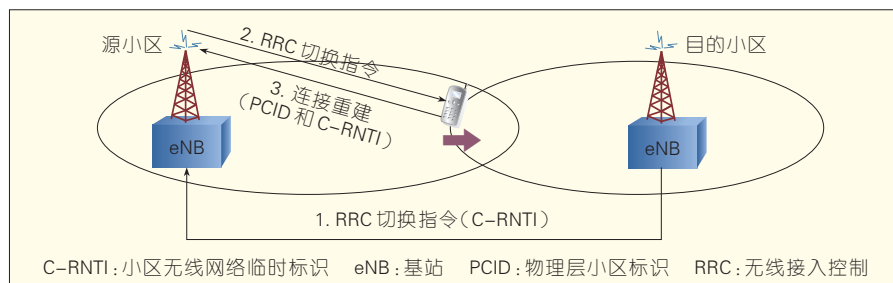 源小区
目的小区
2. RRC 切换指令
3. 连接重建
(PCID 和 C-RNTI)
eNB
eNB
1. RRC 切换指令(C-RNTI)
C-RNTI:小区无线网络临时标识 eNB:基站 PCID:物理层小区标识 RRC:无线接入控制